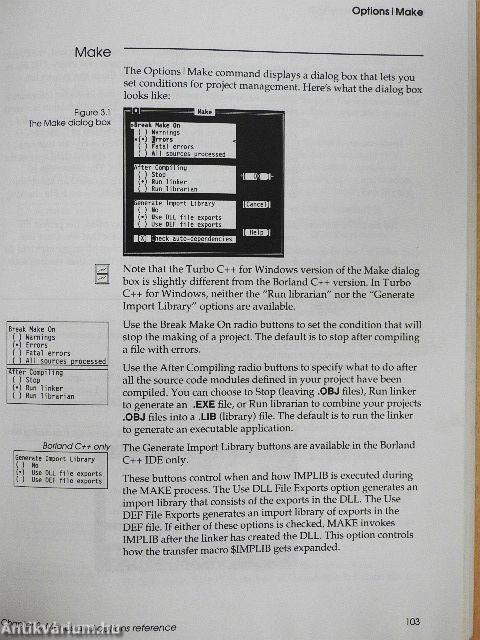 Options | Make
Make
The Options | Make command displays a dialog box that lets you
set conditions for project management. Here's what the dialog box
looks like:
Figure 3.1
The Make dialog box
Make
Break Make On
( ) Warnings
(•) Errors
( ) Fatal errors
( ) All sources processed
After Compiling
( ) Stop
(•) Run linker
( ) Run librarian
OK
Generate Import Library
( ) No
(•) Use DLL file exports
( ) Use DEF file exports
[Cancel]
[X] Check auto-dependencies
[ Help ]
Note that the Turbo C++ for Windows version of the Make dialog
box is slightly different from the Borland C++ version. In Turbo
C++ for Windows, neither the "Run librarian" nor the "Generate
Import Library" options are available.
Break Make On
( ) Warnings
(•) Errors
( ) Fatal errors
( ) All sources processed
Use the Break Make On radio buttons to set the condition that will
stop the making of a project. The default is to stop after compiling
a file with errors.
After Compiling
( ) Stop
(•) Run linker
( ) Run librarian
Use the After Compiling radio buttons to specify what to do after
all the source code modules defined in your project have been
compiled. You can choose to Stop (leaving .OBJ files), Run linker
to generate an .EXE file, or Run librarian to combine your projects
.OBJ files into a .LIB (library) file. The default is to run the linker
to generate an executable application.
Borland C++ only
Generate Import Library
( ) No
(•) Use DLL file exports
( ) Use DEF file exports
The Generate Import Library buttons are available in the Borland
C++ IDE only.
These buttons control when and how IMPLIB is executed during
the MAKE process. The Use DLL File Exports option generates an
import library that consists of the exports in the DLL. The Use
DEF File Exports generates an import library of exports in the
DEF file. If either of these options is checked, MAKE invokes
IMPLIB after the linker has created the DLL. This option controls
how the transfer macro $IMPLIB gets expanded.
options reference
103
Antikvarium.hu